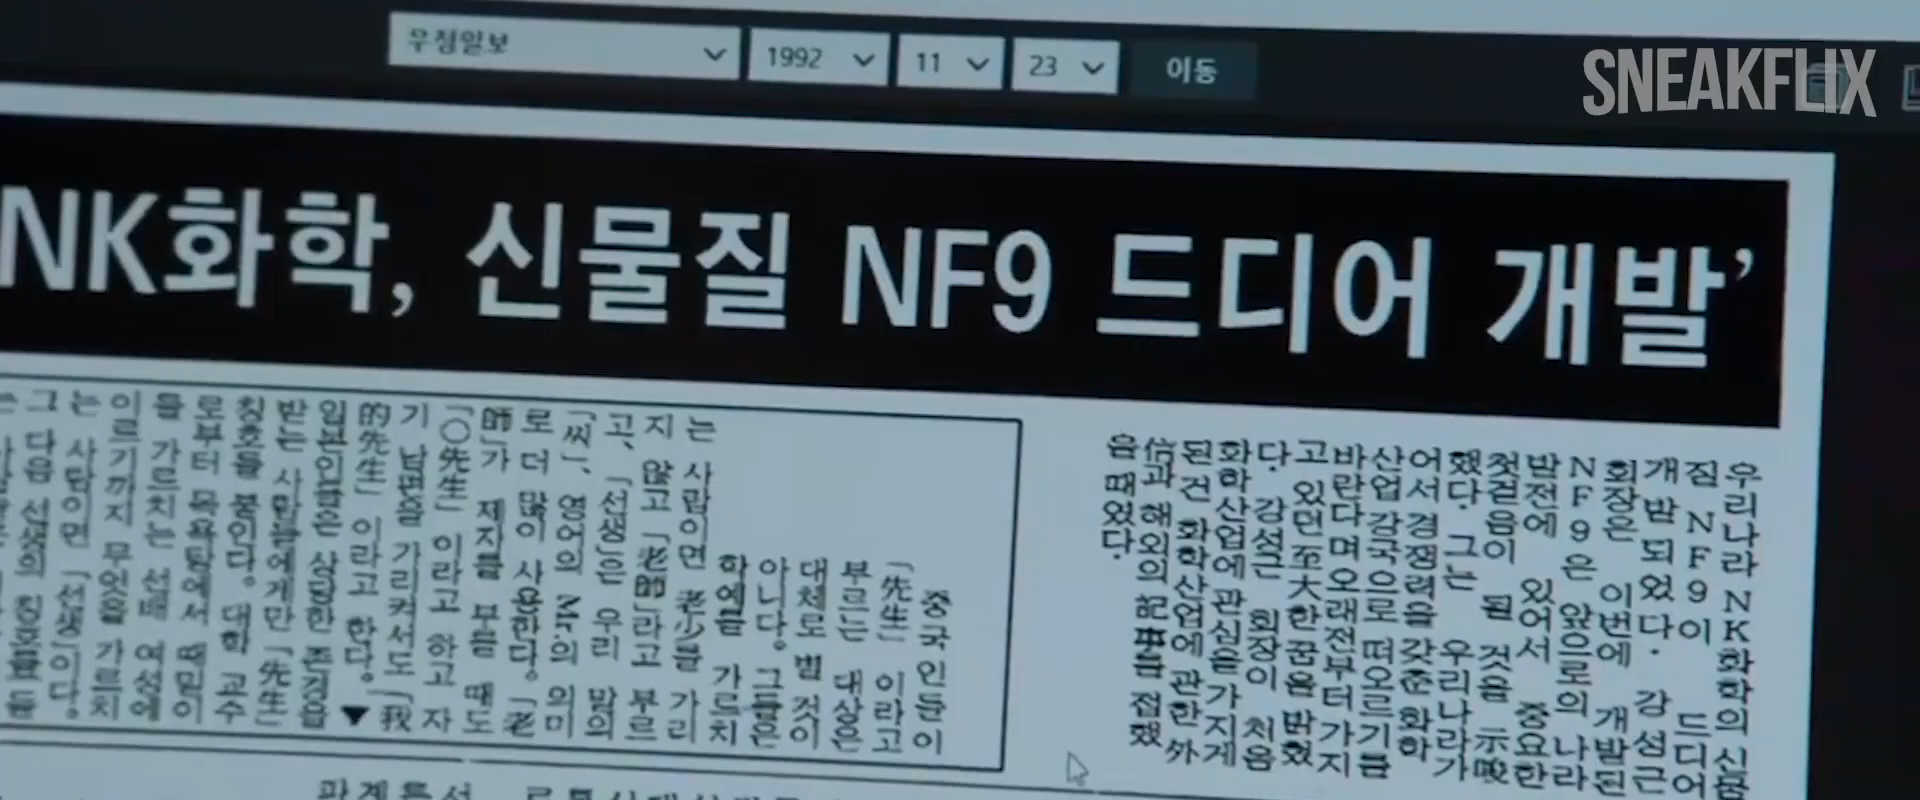 우청일보 1992 11 23 이동
SNEAKFLIX
NK화학, 신물질 NF9 드디어 개발’
우리나라 NK화학의 신물
질 NF9이 드디어
개발되었다. 강성근
회장은 이번에 개발된
NF9은 앞으로의 나라
발전에 있어서 중요한
첫걸음이 될 것을 示唆
했다. 그는 우리나라가
어서 경쟁력을 갖춘 화학
산업강국으로 떠오르기를
바란다며 오래전부터 가지
고 있던 至大한 꿈을 밝혔
다. 강성근 회장이 처음
화학산업에 관심을 가지게
된 건 화학산업에 관한 外
信과 해외의 記事를 접했
음 때였다.
중국인들이
「先生」이라고
부르는 대상은
대체로 별 것이
아니다. 그들은
학예를 가르치
는 사람이면 老少를 가리
지 않고 「老師」라고 부르
고, 「선생」은 우리 말의
「씨」, 영어의 Mr.의 의미
로 더 많이 사용한다. 「老
師」가 제자를 부를 때도
「○先生」이라고 하고 자
기 남편을 가리켜서도 「我
的先生」이라고 한다. ▼
일본인들은 상당한 존경을
받는 사람들에게만 「先生」
칭호를 붙인다. 대학 교수
로부터 목욕탕에서 때밀이
를 가르치는 선배 여성에
이르기까지 무엇을 가르치
는 사람이면 「선생」이다.
그 다음 선생의